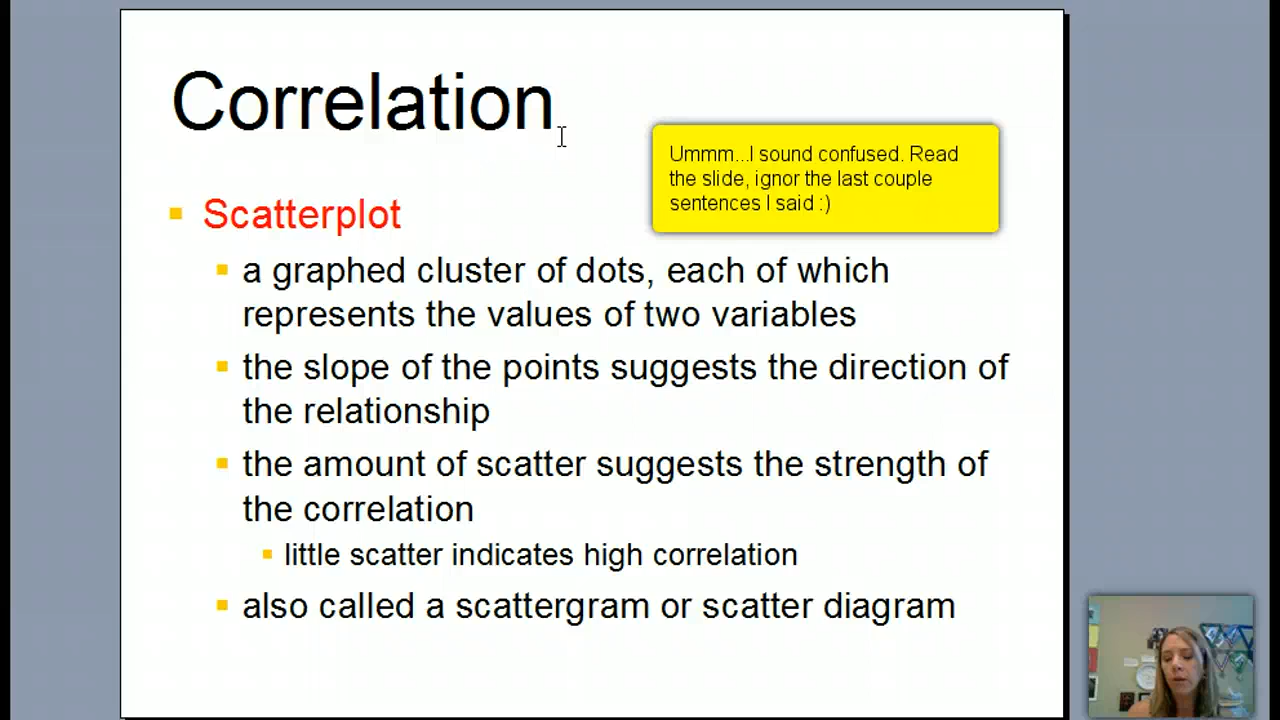 Correlation
Ummm...I sound confused. Read
the slide, ignor the last couple
sentences I said :)
Scatterplot
a graphed cluster of dots, each of which
represents the values of two variables
the slope of the points suggests the direction of
the relationship
the amount of scatter suggests the strength of
the correlation
little scatter indicates high correlation
also called a scattergram or scatter diagram